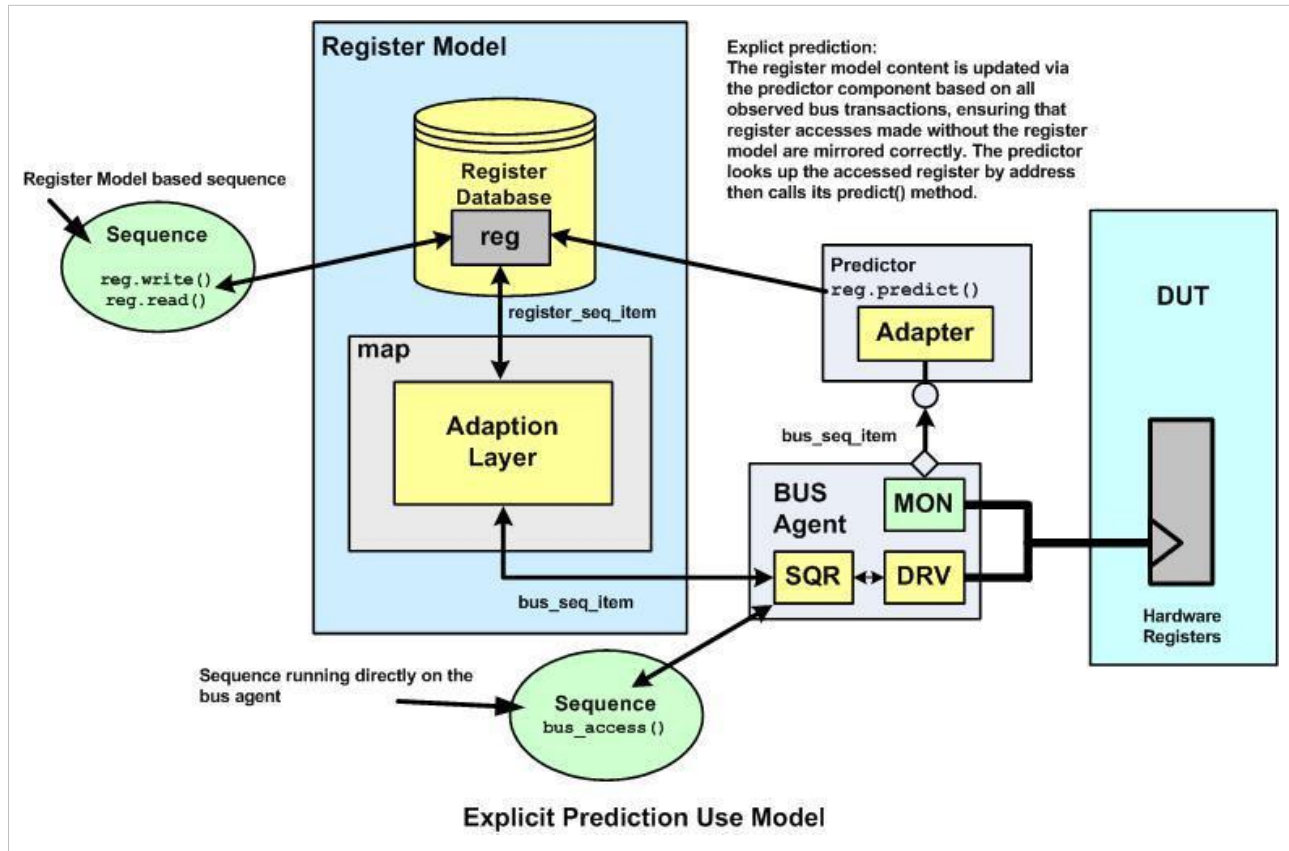 Register Model
Explict prediction:
The register model content is updated via
the predictor component based on all
observed bus transactions, ensuring that
register accesses made without the register
model are mirrored correctly. The predictor
looks up the accessed register by address
then calls its predict() method.
Register Model based sequence
Sequence
reg.write()
reg.read()
Register
Database
reg
register_seq_item
map
Adaption
Layer
bus_seq_item
Predictor
reg.predict()
Adapter
bus_seq_item
BUS
Agent
MON
SQR
DRV
DUT
Hardware
Registers
Sequence running directly on the
bus agent
Sequence
bus_access()
Explicit Prediction Use Model